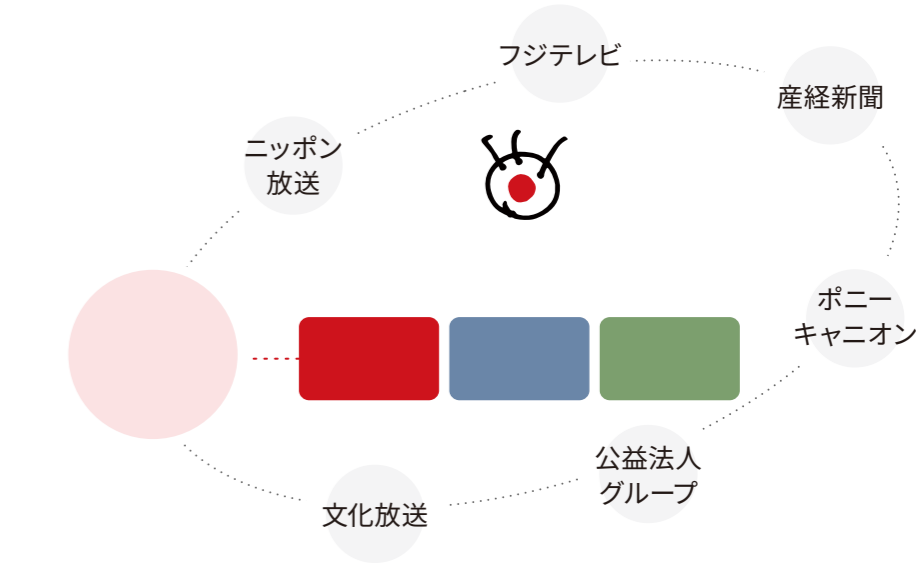 フジテレビ
産経新聞
ニッポン
放送
ポニー
キャニオン
公益法人
グループ
文化放送